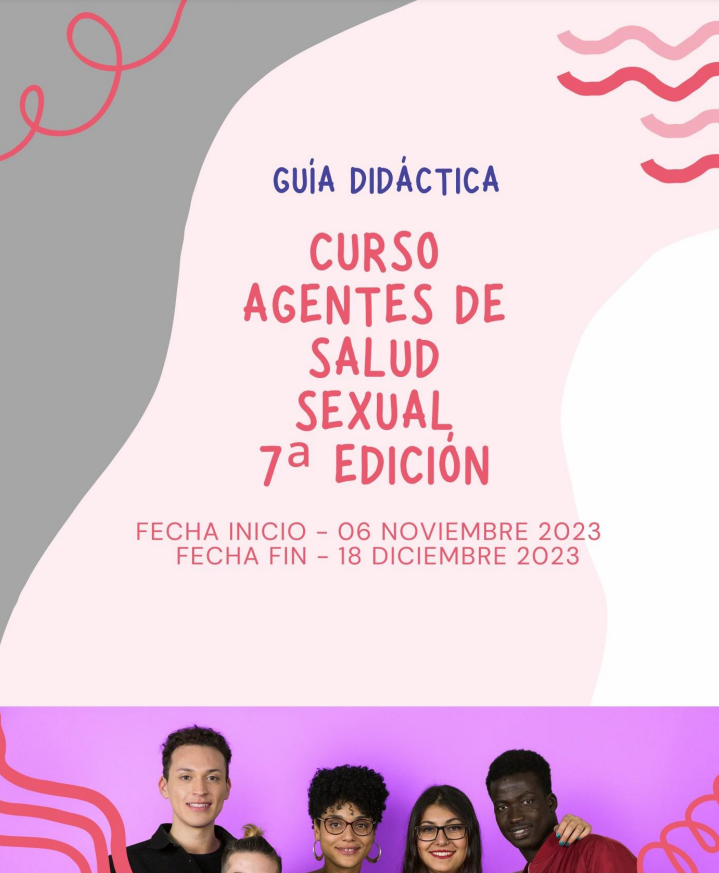 GUÍA DIDÁCTICA
CURSO
AGENTES DE
SALUD
SEXUAL
7ª EDICIÓN
FECHA INICIO - 06 NOVIEMBRE 2023
FECHA FIN - 18 DICIEMBRE 2023